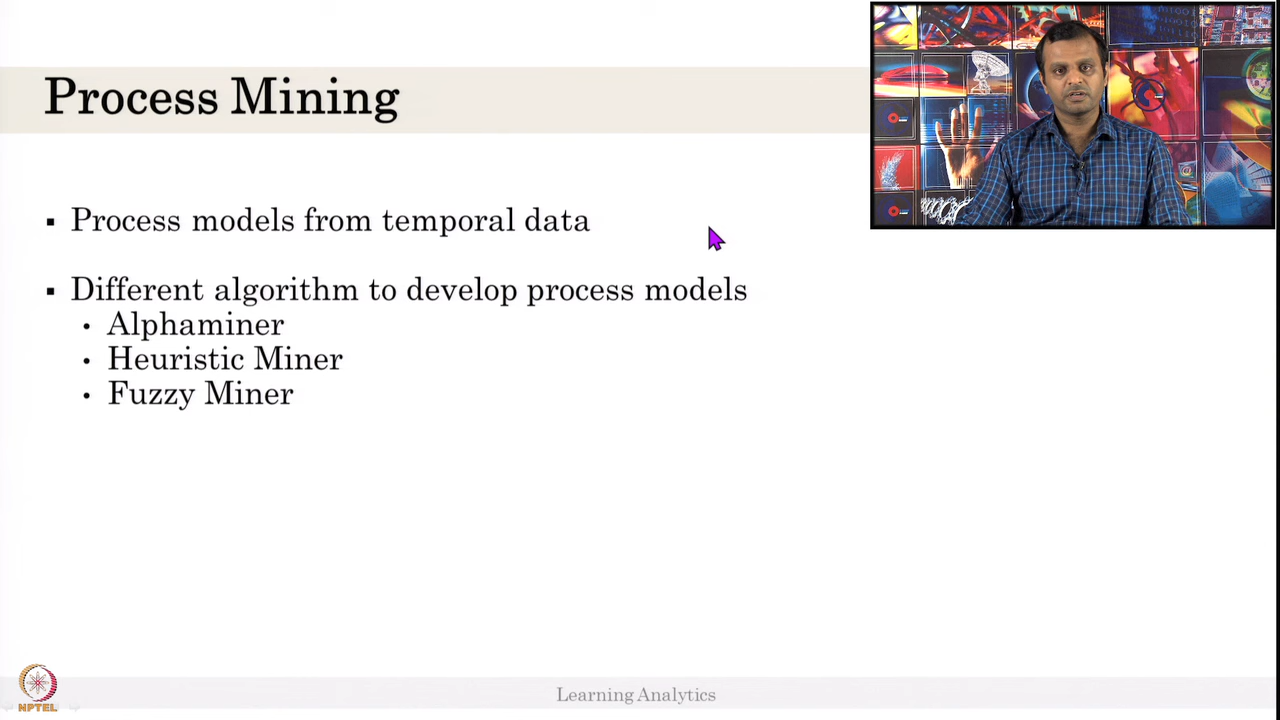 Process Mining
▪ Process models from temporal data
▪ Different algorithm to develop process models
• Alphaminer
• Heuristic Miner
• Fuzzy Miner
Learning Analytics
NPTEL